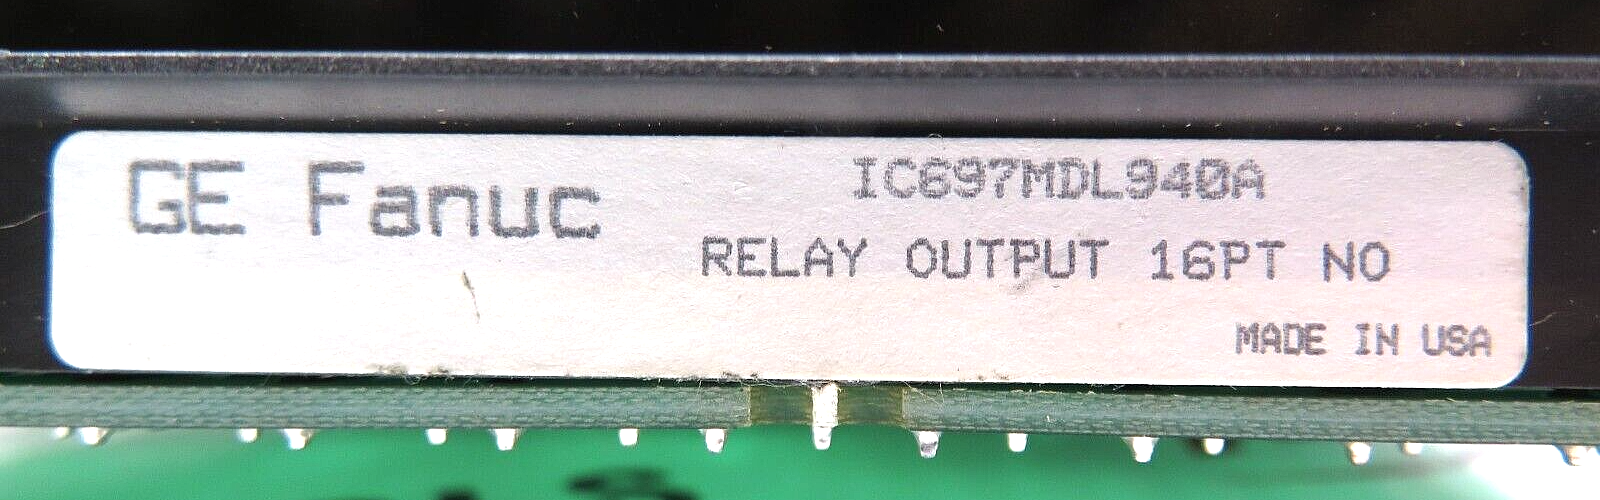 GE Fanuc
IC697MDL940A
RELAY OUTPUT 16PT NO
MADE IN USA